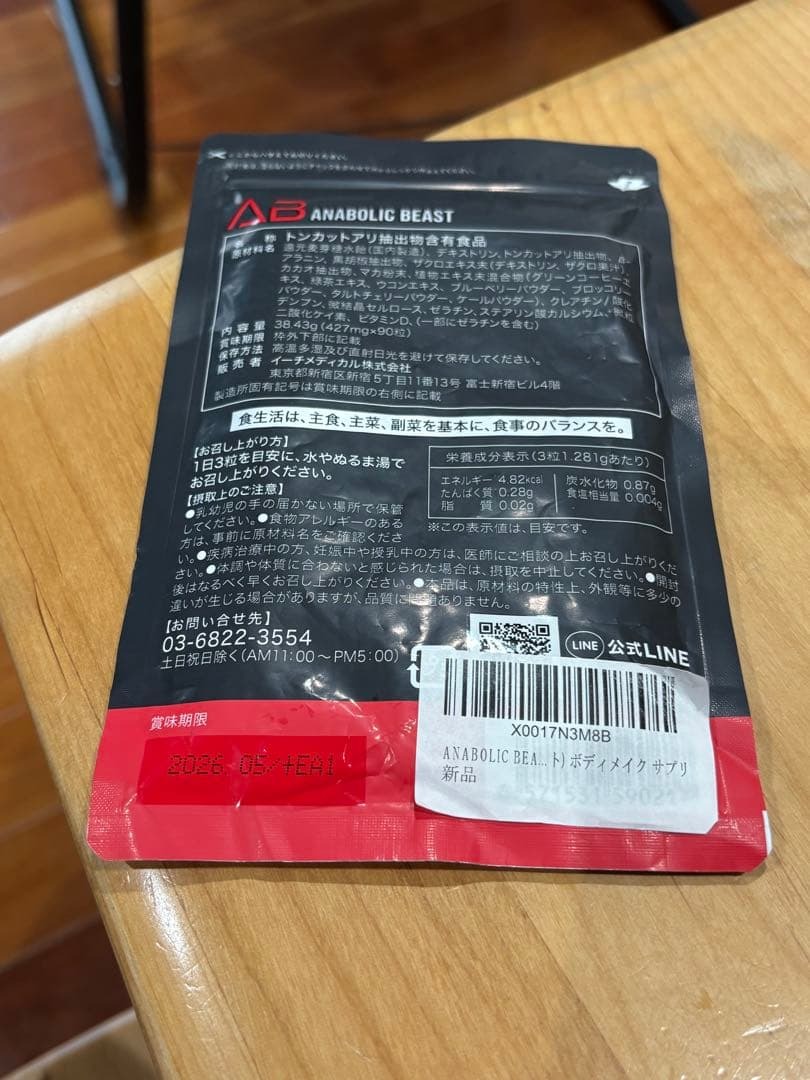 AB ANABOLIC BEAST
名称 トンカットアリ抽出物含有食品
原材料名 還元麦芽糖水飴(国内製造)、デキストリン、トンカットアリ抽出物、
アラニン、黒胡椒抽出物、ザクロエキス末(デキストリン、ザクロ果汁)、
カカオ抽出物、マカ粉末、植物エキス末混合物(グリーンコーヒーエ
キス、緑茶エキス、ウコンエキス、ブルーベリーパウダー、ブロッコリー
パウダー、タルトチェリーパウダー、ケールパウダー)、クレアチン/酸化
デンプン、微結晶セルロース、ゼラチン、ステアリン酸カルシウム、微粒
二酸化ケイ素、ビタミンD、(一部にゼラチンを含む)
内容量 38.43g(427mg×90粒)
賞味期限 枠外下部に記載
保存方法 高温多湿及び直射日光を避けて保存してください。
販売者 イーチメディカル株式会社
東京都新宿区新宿5丁目11番13号 富士新宿ビル4階
製造所固有記号は賞味期限の右側に記載
食生活は、主食、主菜、副菜を基本に、食事のバランスを。
【お召し上がり方】
1日3粒を目安に、水やぬるま湯で
お召し上がりください。
【摂取上のご注意】
●乳幼児の手の届かない場所で保管
してください。●食物アレルギーのある
方は、事前に原材料名をご確認くださ
い。●疾病治療中の方、妊娠中や授乳中の方は、医師にご相談の上お召し上がりくだ
さい。●体調や体質に合わないと感じられた場合は、摂取を中止してください。●開封
後はなるべく早くお召し上がりください。●本品は、原材料の特性上、外観等に多少の
違いが生じる場合がありますが、品質に問題ありません。
栄養成分表示(3粒1.281gあたり)
エネルギー 4.82kcal 炭水化物 0.87g
たんぱく質 0.28g 食塩相当量 0.004g
脂質 0.02g
※この表示値は、目安です。
【お問い合せ先】
03-6822-3554
土日祝日除く(AM11:00~PM5:00)
LINE 公式LINE
X0017N3M8B
ANABOLIC BEA...ト) ボディメイク サプリ
新品
賞味期限
2026.05/+EA1